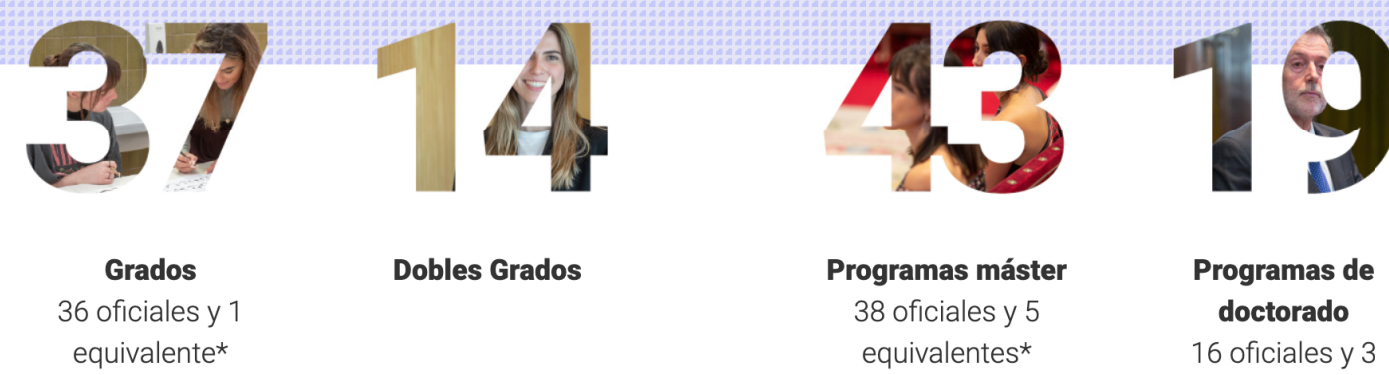 37
14
43
19
Grados
36 oficiales y 1
equivalente*
Dobles Grados
Programas máster
38 oficiales y 5
equivalentes*
Programas de
doctorado
16 oficiales y 3